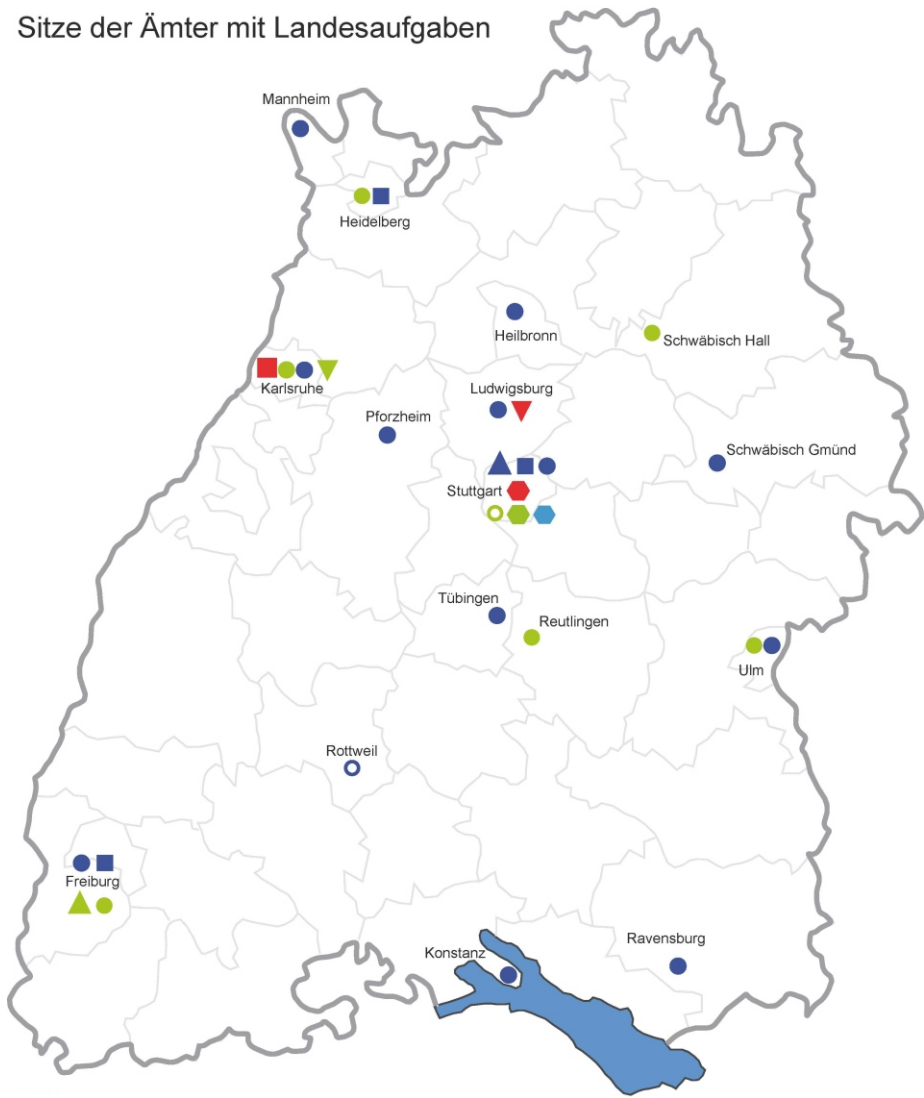 Sitze der Ämter mit Landesaufgaben
Mannheim
Heidelberg
Heilbronn
Schwäbisch Hall
Karlsruhe
Ludwigsburg
Pforzheim
Schwäbisch Gmünd
Stuttgart
Tübingen
Reutlingen
Ulm
Rottweil
Freiburg
Ravensburg
Konstanz